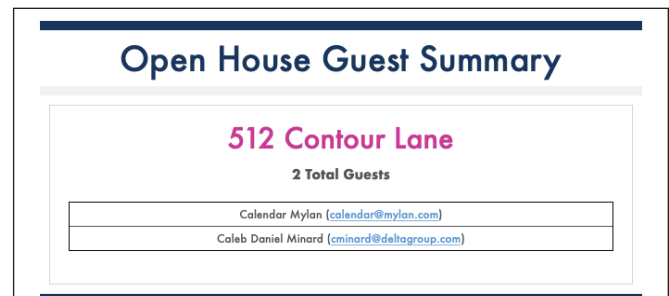 Open House Guest Summary
512 Contour Lane
2 Total Guests
Calendar Mylan (calendar@mylan.com)
Caleb Daniel Minard (cminard@deltagroup.com)